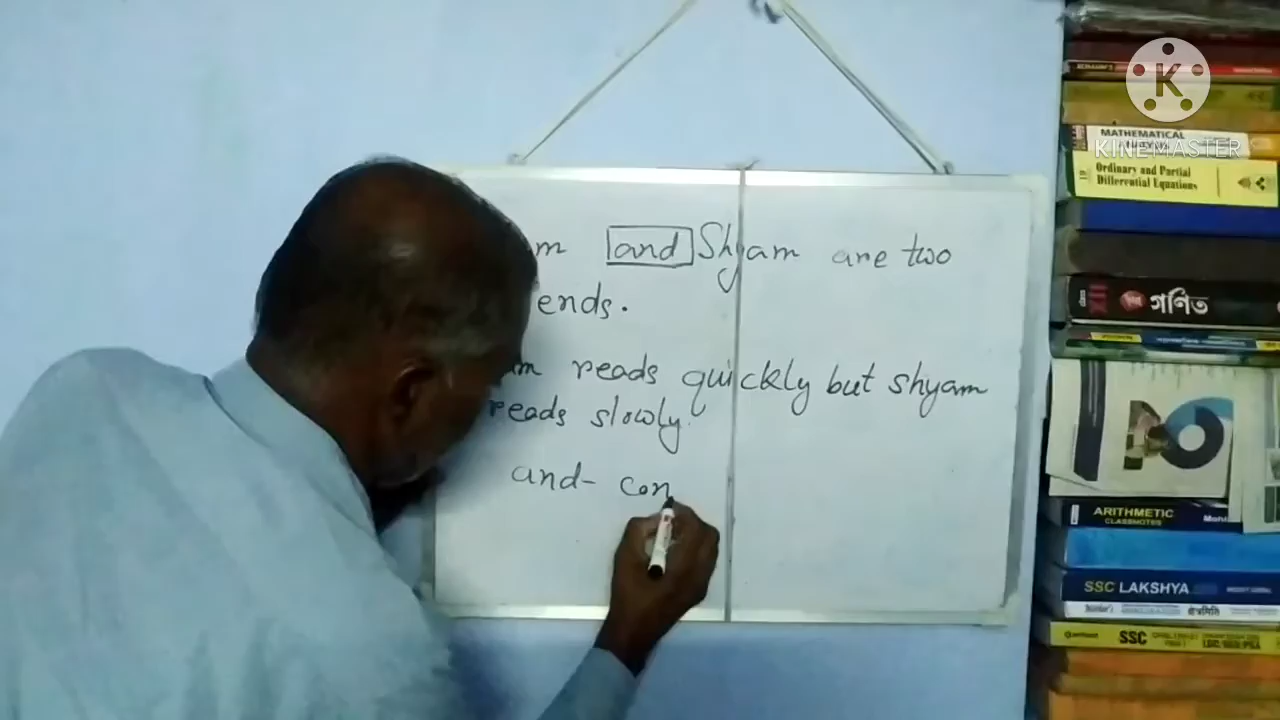 m and Shyam are two
ends.
m reads quickly but shyam
reads slowly.
and- con
KINEMASTER
MATHEMATICAL
Ordinary and Partial
Differential Equations
XII গণিত
ARITHMETIC
CLASSNOTES
SSC LAKSHYA
SSC